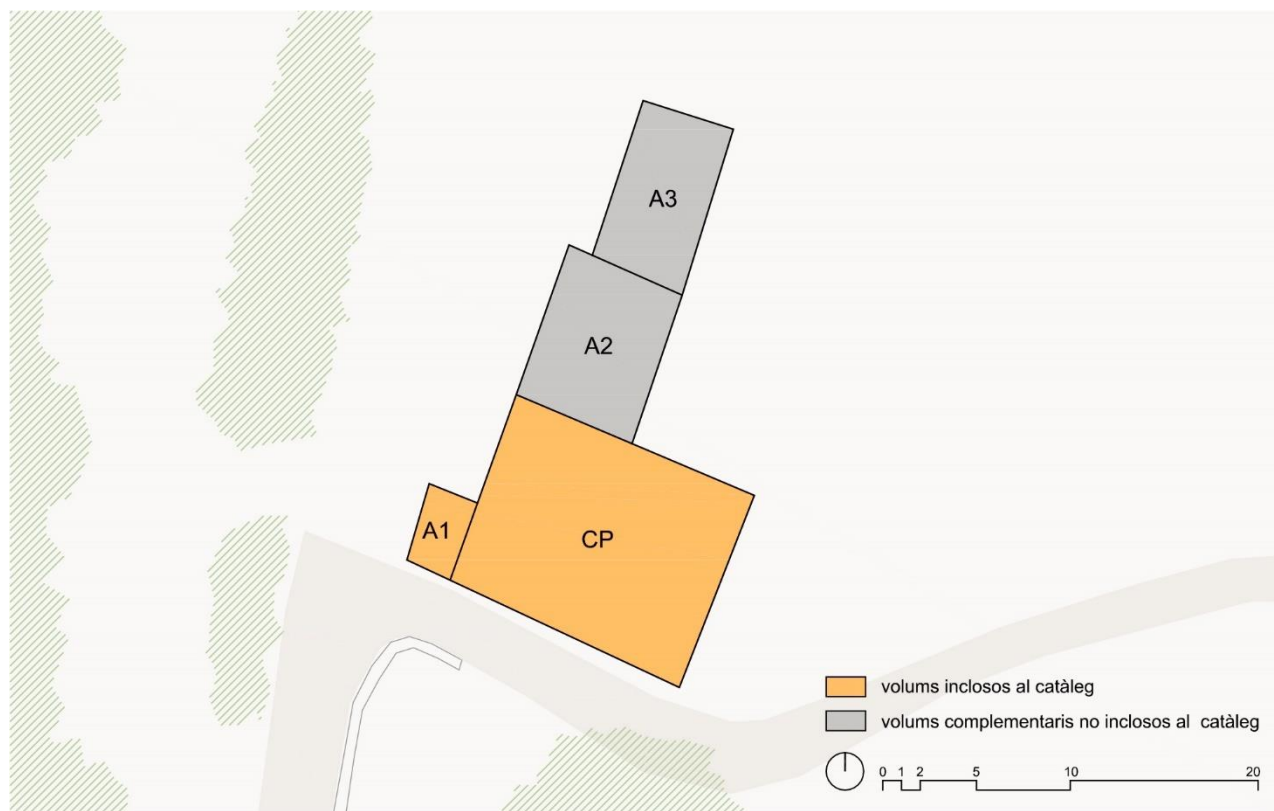 A3
A2
A1
CP
volums inclosos al catàleg
volums complementaris no inclosos al catàleg
0 1 2 5 10 20